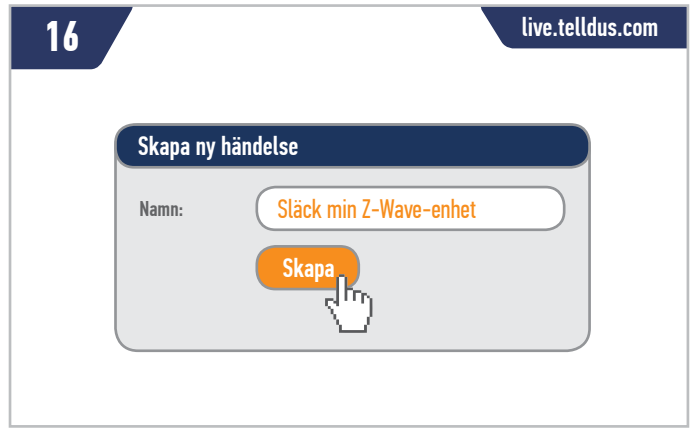 16
live.telldus.com
Skapa ny händelse
Namn:
Släck min Z-Wave-enhet
Skapa